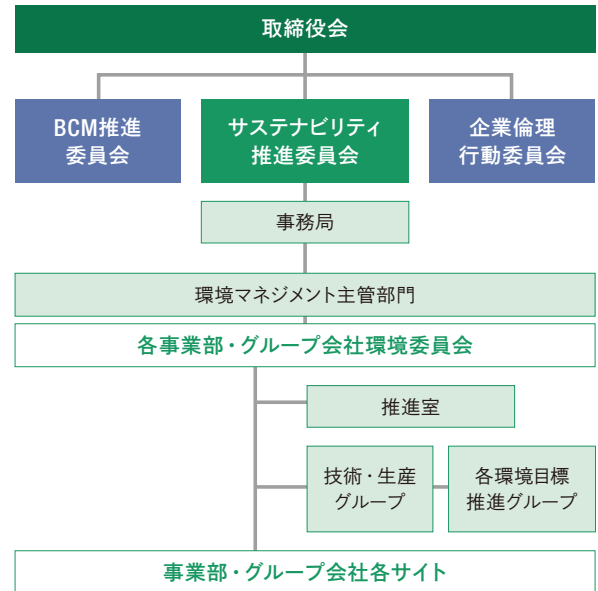 取締役会
BCM推進
委員会
サステナビリティ
推進委員会
企業倫理
行動委員会
事務局
環境マネジメント主管部門
各事業部・グループ会社環境委員会
推進室
技術・生産
グループ
各環境目標
推進グループ
事業部・グループ会社各サイト